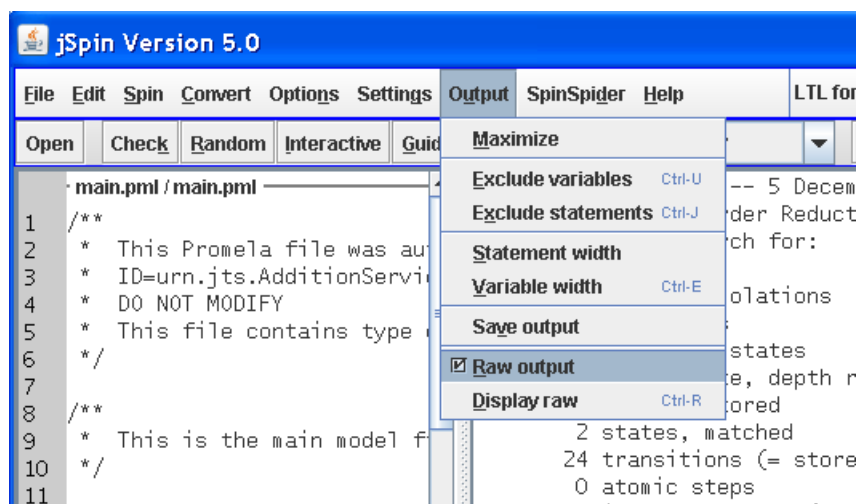 jSpin Version 5.0
File Edit Spin Convert Options Settings Output SpinSpider Help LTL for
Open Check Random Interactive Guid
Maximize
Exclude variables Ctrl-U
Exclude statements Ctrl-J
Statement width
Variable width Ctrl-E
Save output
Raw output
Display raw Ctrl-R
main.pml / main.pml
1 /**
2 * This Promela file was au
3 * ID=urn.jts.AdditionServi
4 * DO NOT MODIFY
5 * This file contains type
6 */
7
8 /**
9 * This is the main model f
10 */
11
-- 5 Decem
der Reduct
ch for:
olations
states
e, depth r
ored
2 states, matched
24 transitions (= store
0 atomic steps